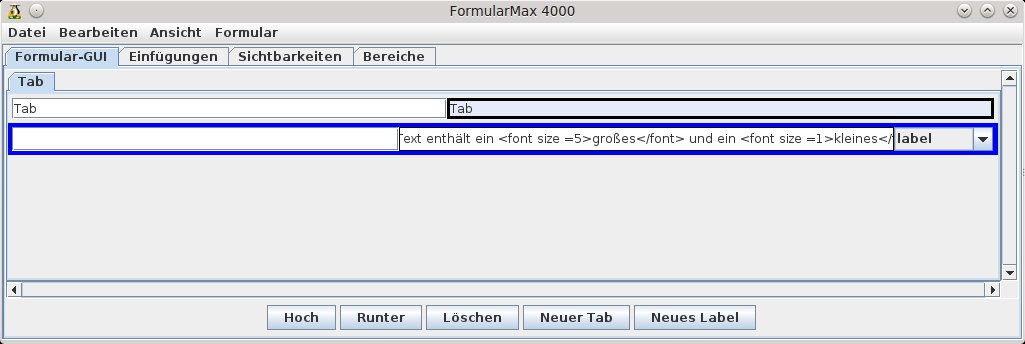 FormularMax 4000
Datei Bearbeiten Ansicht Formular
Formular-GUI Einfügungen Sichtbarkeiten Bereiche
Tab
Tab Tab
Text enthält ein <font size =5>großes</font> und ein <font size =1>kleines</ label
Hoch Runter Löschen Neuer Tab Neues Label